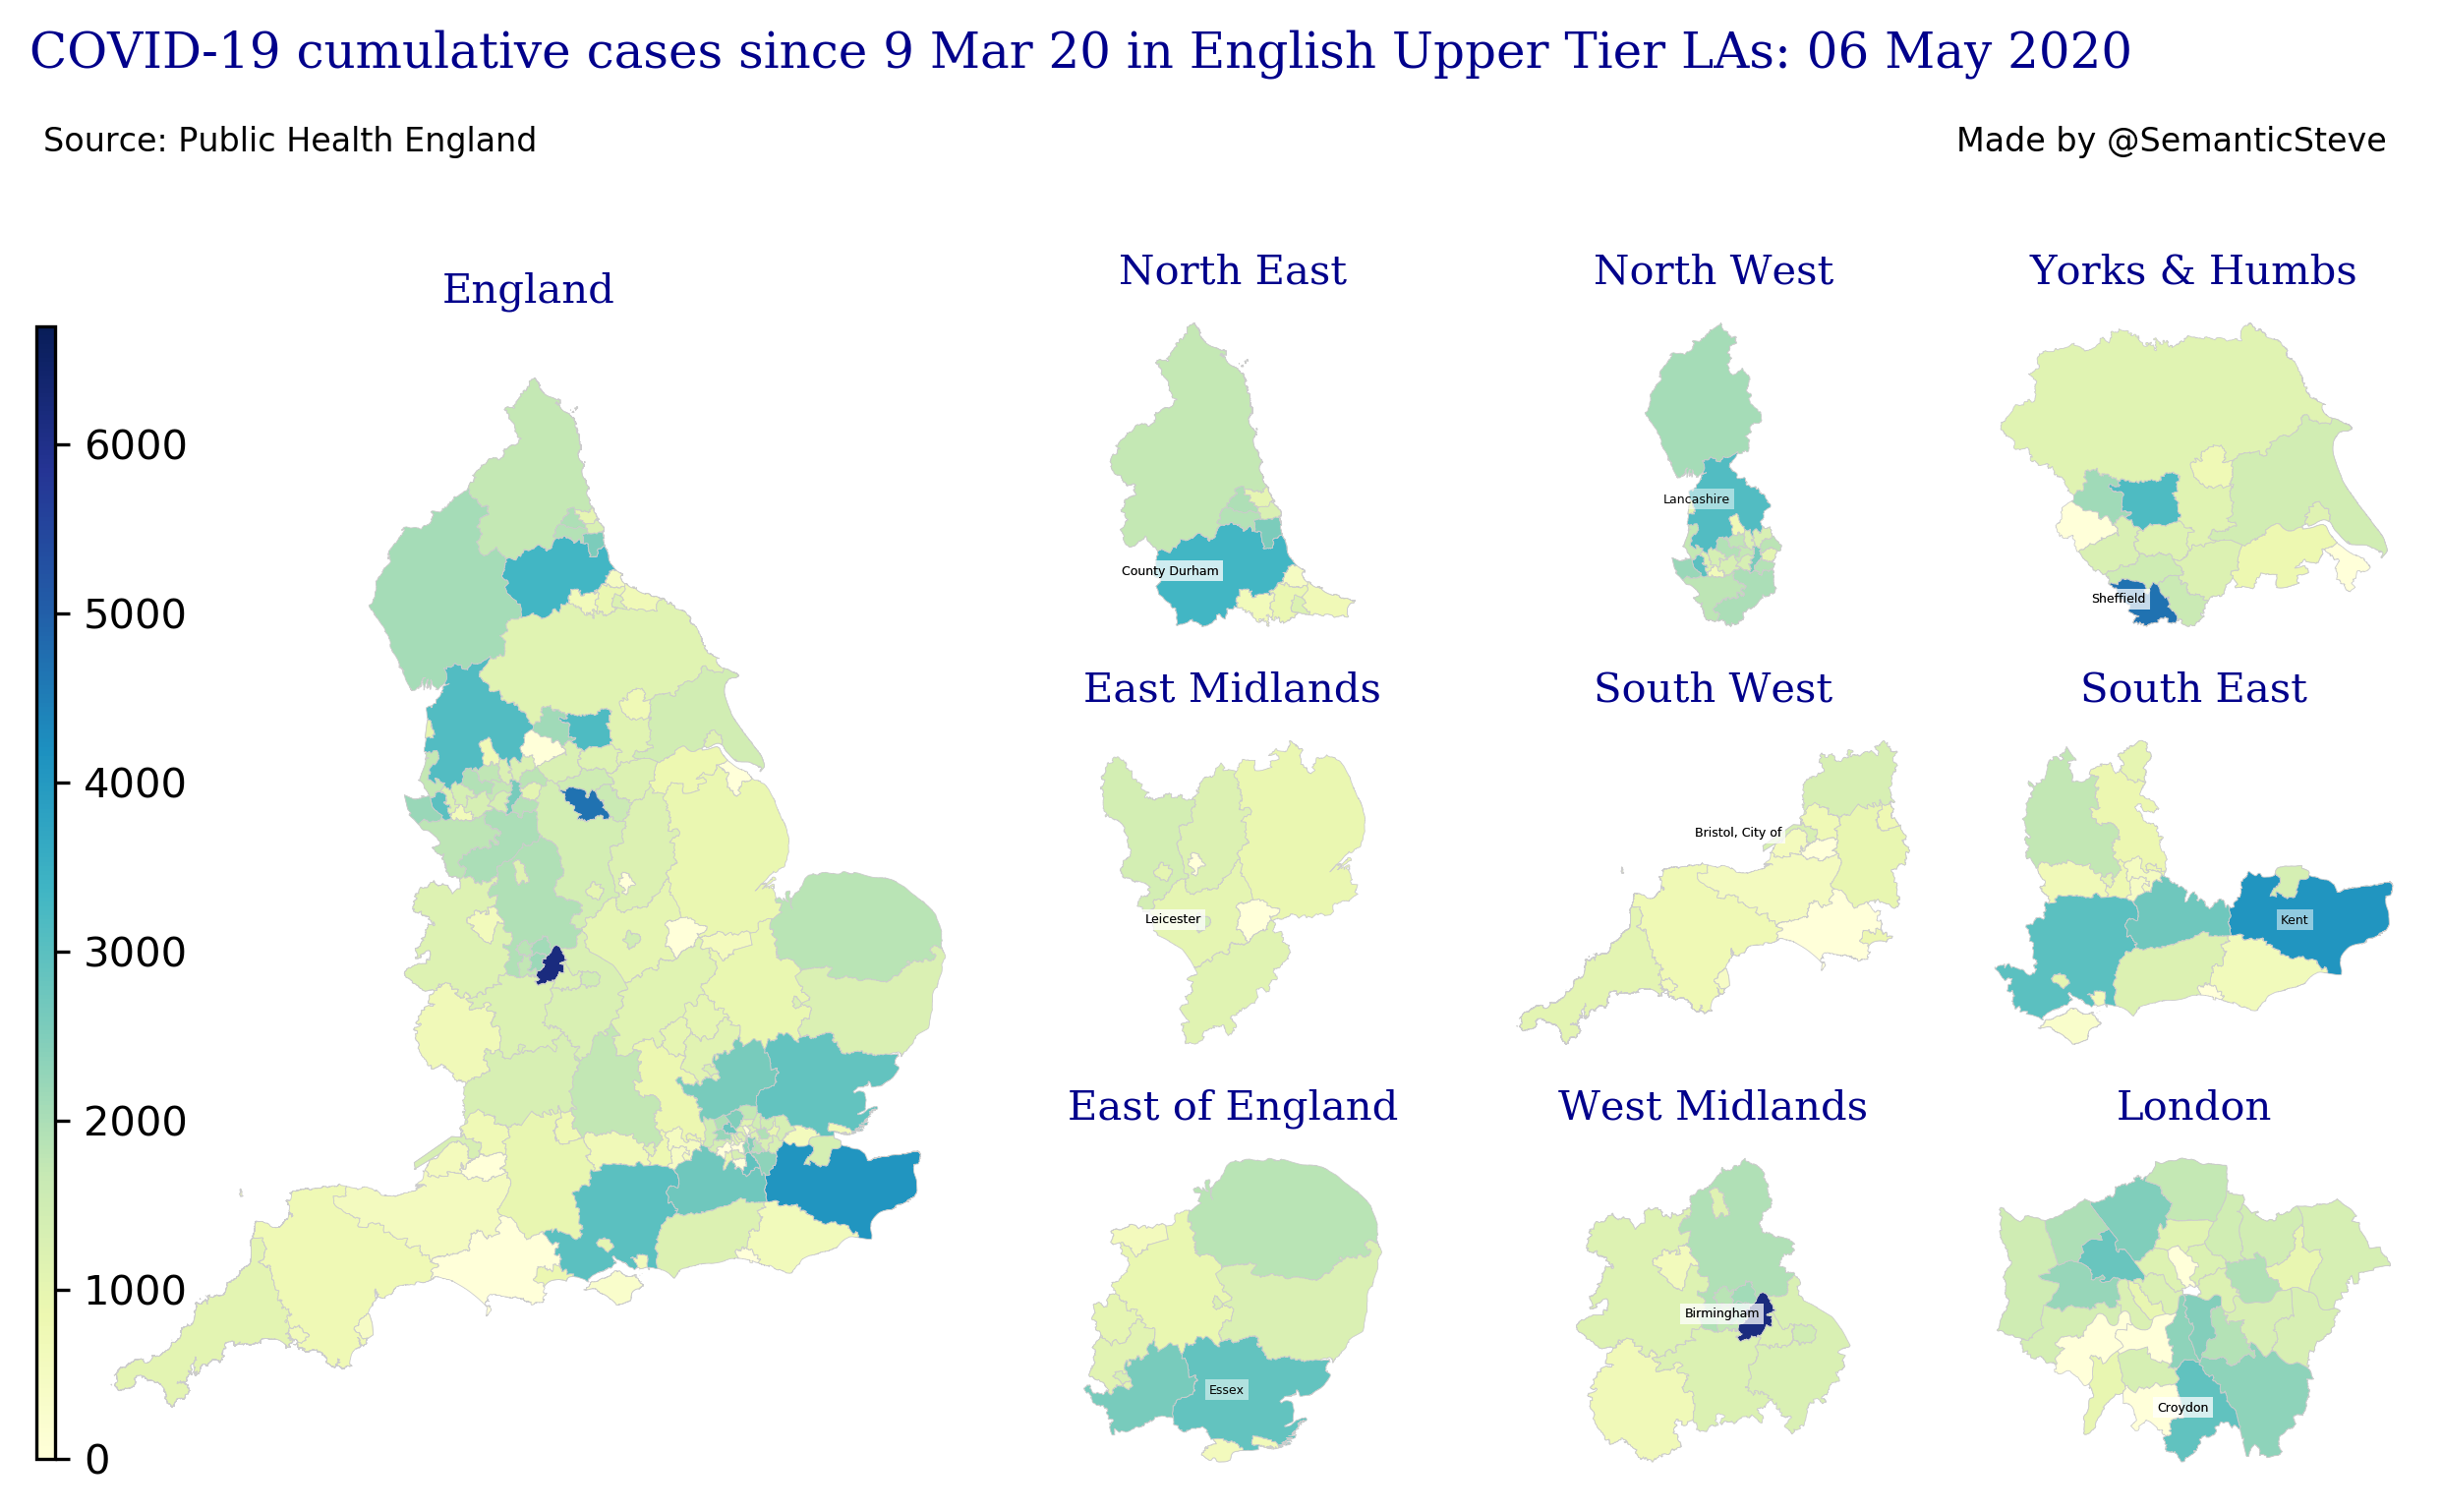 COVID-19 cumulative cases since 9 Mar 20 in English Upper Tier LAs: 06 May 2020
Source: Public Health England
Made by @SemanticSteve
England
North East
North West
Yorks & Humbs
6000
5000
4000
3000
2000
1000
0
County Durham
Lancashire
Sheffield
East Midlands
South West
South East
Leicester
Bristol, City of
Kent
East of England
West Midlands
London
Essex
Birmingham
Croydon